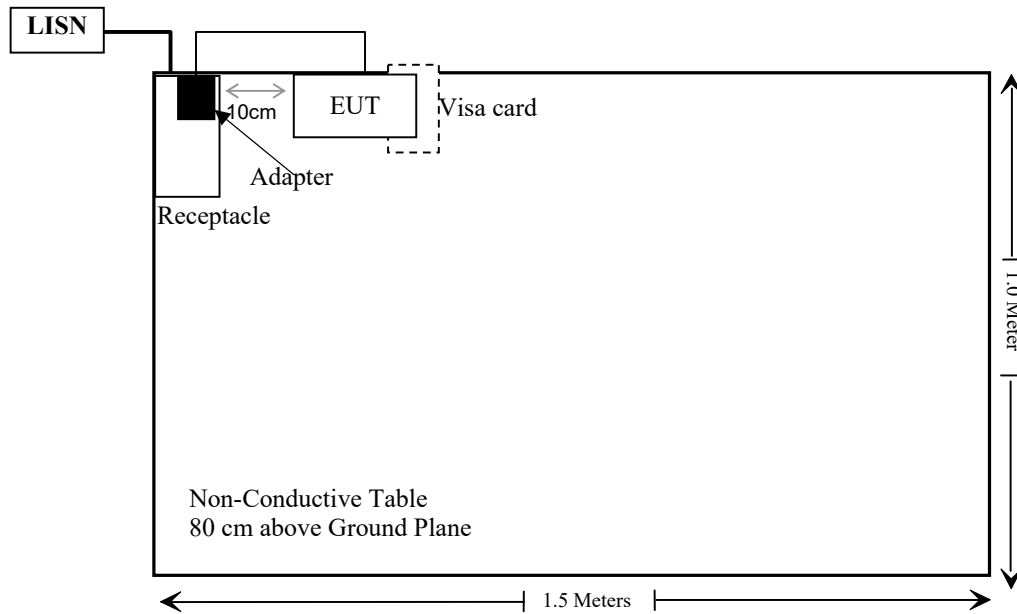 LISN
10cm
EUT
Visa card
Adapter
Receptacle
1.0 Meter
Non-Conductive Table
80 cm above Ground Plane
1.5 Meters